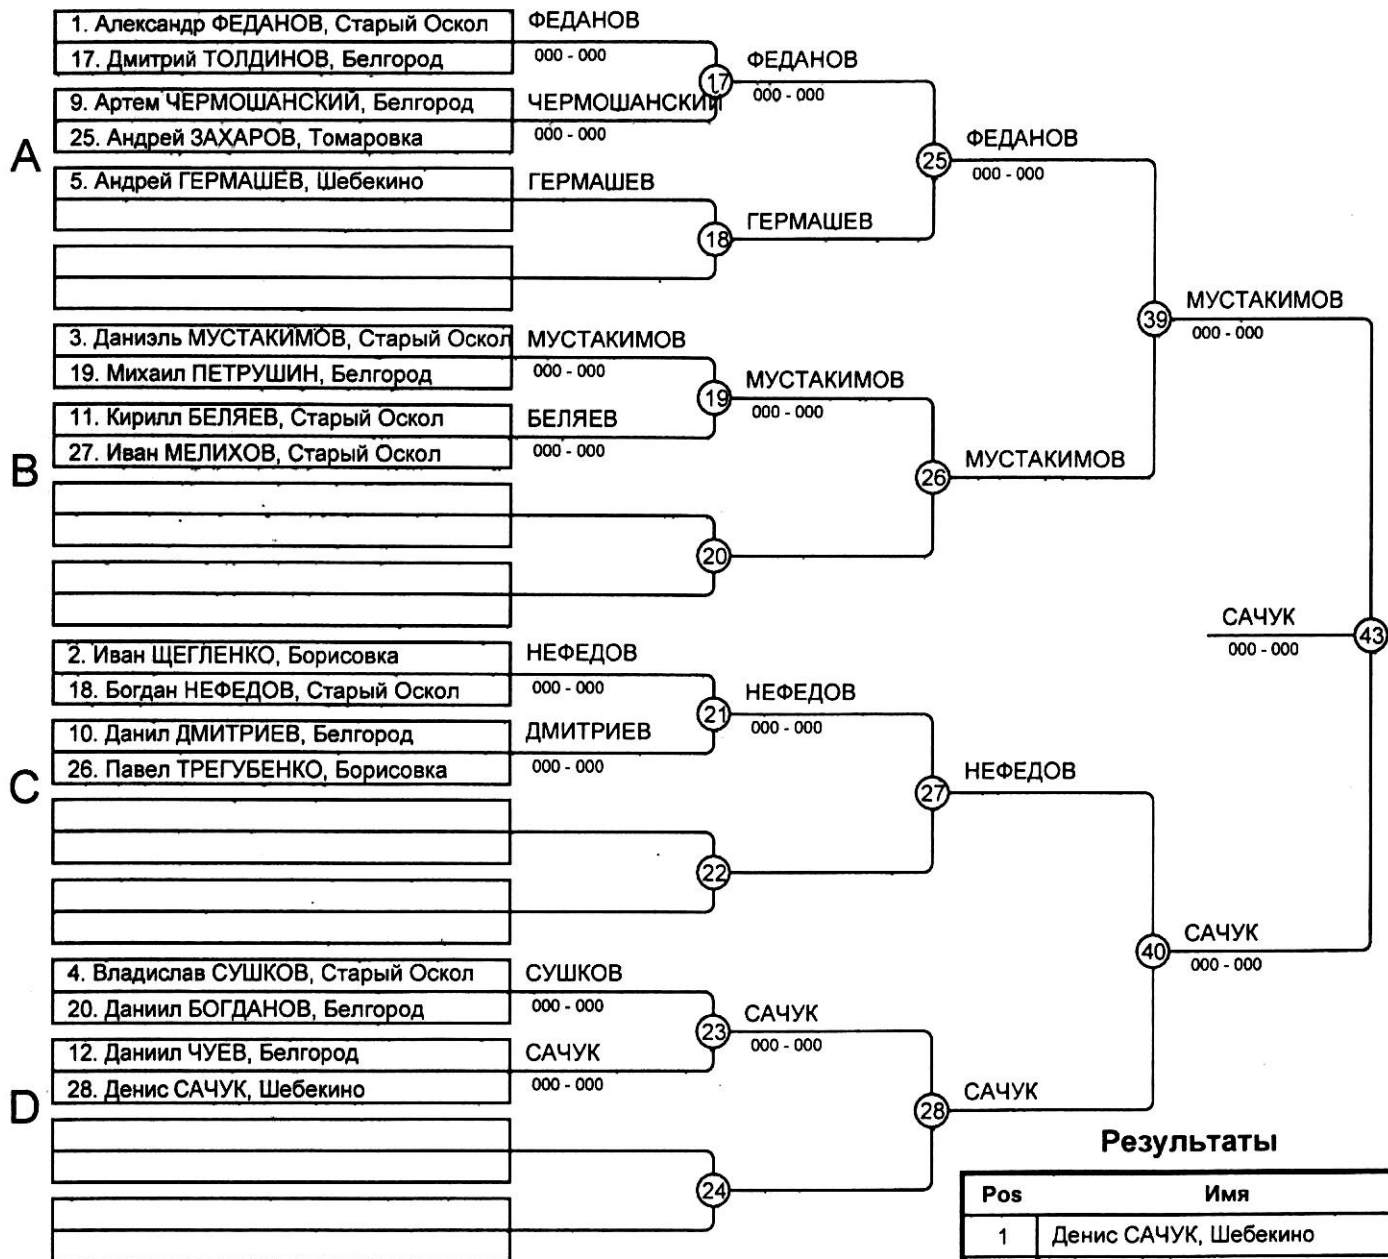 A
1. Александр ФЕДАНОВ, Старый Оскол
17. Дмитрий ТОЛДИНОВ, Белгород
9. Артем ЧЕРМОШАНСКИЙ, Белгород
25. Андрей ЗАХАРОВ, Томаровка
5. Андрей ГЕРМАШЕВ, Шебекино
ФЕДАНОВ
000 - 000
ЧЕРМОШАНСКИЙ
000 - 000
ГЕРМАШЕВ
17
ФЕДАНОВ
000 - 000
18
ГЕРМАШЕВ
25
ФЕДАНОВ
000 - 000
B
3. Даниэль МУСТАКИМОВ, Старый Оскол
19. Михаил ПЕТРУШИН, Белгород
11. Кирилл БЕЛЯЕВ, Старый Оскол
27. Иван МЕЛИХОВ, Старый Оскол
МУСТАКИМОВ
000 - 000
БЕЛЯЕВ
000 - 000
19
МУСТАКИМОВ
000 - 000
20
26
МУСТАКИМОВ
39
МУСТАКИМОВ
000 - 000
C
2. Иван ЩЕГЛЕНКО, Борисовка
18. Богдан НЕФЕДОВ, Старый Оскол
10. Данил ДМИТРИЕВ, Белгород
26. Павел ТРЕГУБЕНКО, Борисовка
НЕФЕДОВ
000 - 000
ДМИТРИЕВ
000 - 000
21
НЕФЕДОВ
000 - 000
22
27
НЕФЕДОВ
D
4. Владислав СУШКОВ, Старый Оскол
20. Даниил БОГДАНОВ, Белгород
12. Даниил ЧУЕВ, Белгород
28. Денис САЧУК, Шебекино
СУШКОВ
000 - 000
САЧУК
000 - 000
23
САЧУК
000 - 000
24
28
САЧУК
40
САЧУК
000 - 000
САЧУК
000 - 000
43
Результаты
Pos Имя
1 Денис САЧУК, Шебекино